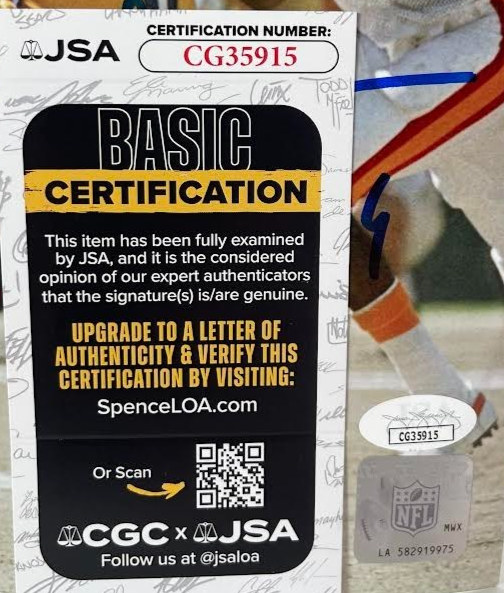 JSA
CERTIFICATION NUMBER:
CG35915
BASIC
CERTIFICATION
This item has been fully examined
by JSA, and it is the considered
opinion of our expert authenticators
that the signature(s) is/are genuine.
UPGRADE TO A LETTER OF
AUTHENTICITY & VERIFY THIS
CERTIFICATION BY VISITING:
SpenceLOA.com
Or Scan
CGC x JSA
Follow us at @jsaloa
CG35915
NFL
MWX
LA 582919975